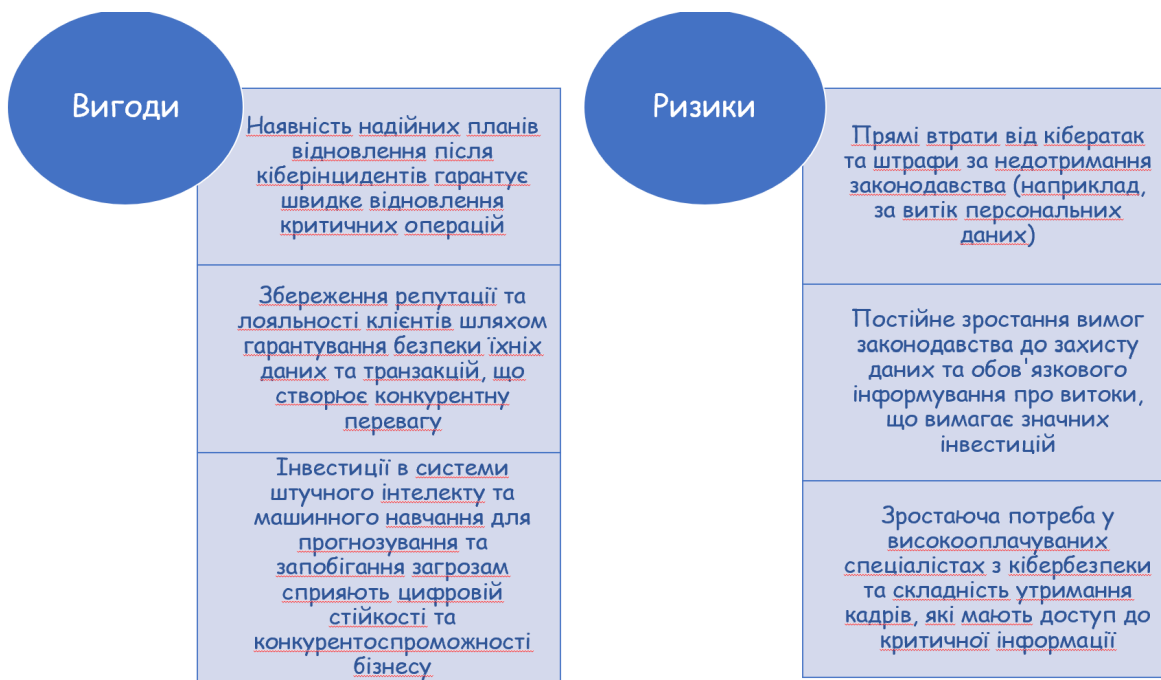 Вигоди
Наявність надійних планів
відновлення після
кіберінцидентів гарантує
швидке відновлення
критичних операцій
Збереження репутації та
лояльності клієнтів шляхом
гарантування безпеки їхніх
даних та транзакцій, що
створює конкурентну
перевагу
Інвестиції в системи
штучного інтелекту та
машинного навчання для
прогнозування та
запобігання загрозам
сприяють цифровій
стійкості та
конкурентоспроможності
бізнесу
Ризики
Прямі втрати від кібератак
та штрафи за недотримання
законодавства (наприклад,
за витік персональних
даних)
Постійне зростання вимог
законодавства до захисту
даних та обов'язкового
інформування про витоки,
що вимагає значних
інвестицій
Зростаюча потреба у
високооплачуваних
спеціалістах з кібербезпеки
та складність утримання
кадрів, які мають доступ до
критичної інформації